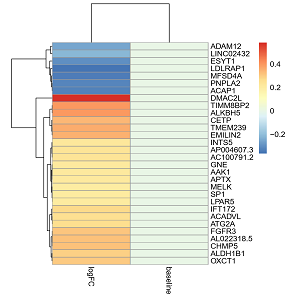 ADAM12
LINC02432
ESYT1
LDLRAP1
MFSD4A
PNPLA2
ACAP1
DMAC2L
TIMM8BP2
ALKBH5
CETP
TMEM239
EMILIN2
INTS5
AP004607.3
AC100791.2
GNE
AAK1
APTX
MELK
SP1
LPAR5
IFT172
ACADVL
ATG2A
FGFR3
AL022318.5
CHMP5
ALDH1B1
OXCT1
0.4
0.2
0
−0.2
logFC
baseline